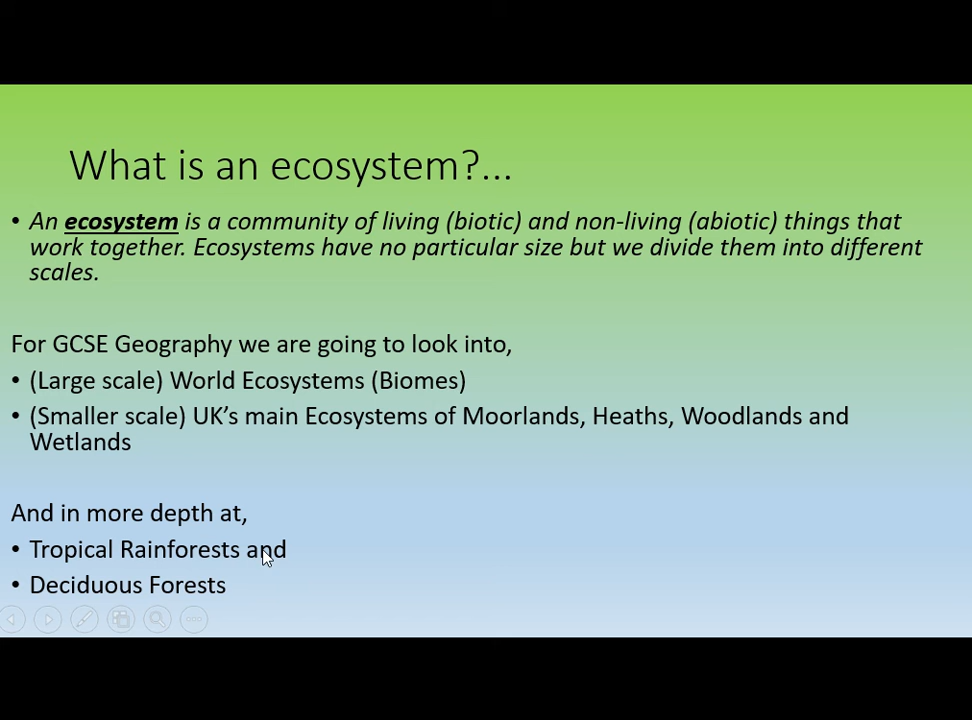 What is an ecosystem?...
• An ecosystem is a community of living (biotic) and non-living (abiotic) things that
work together. Ecosystems have no particular size but we divide them into different
scales.
For GCSE Geography we are going to look into,
• (Large scale) World Ecosystems (Biomes)
• (Smaller scale) UK’s main Ecosystems of Moorlands, Heaths, Woodlands and
Wetlands
And in more depth at,
• Tropical Rainforests and
• Deciduous Forests